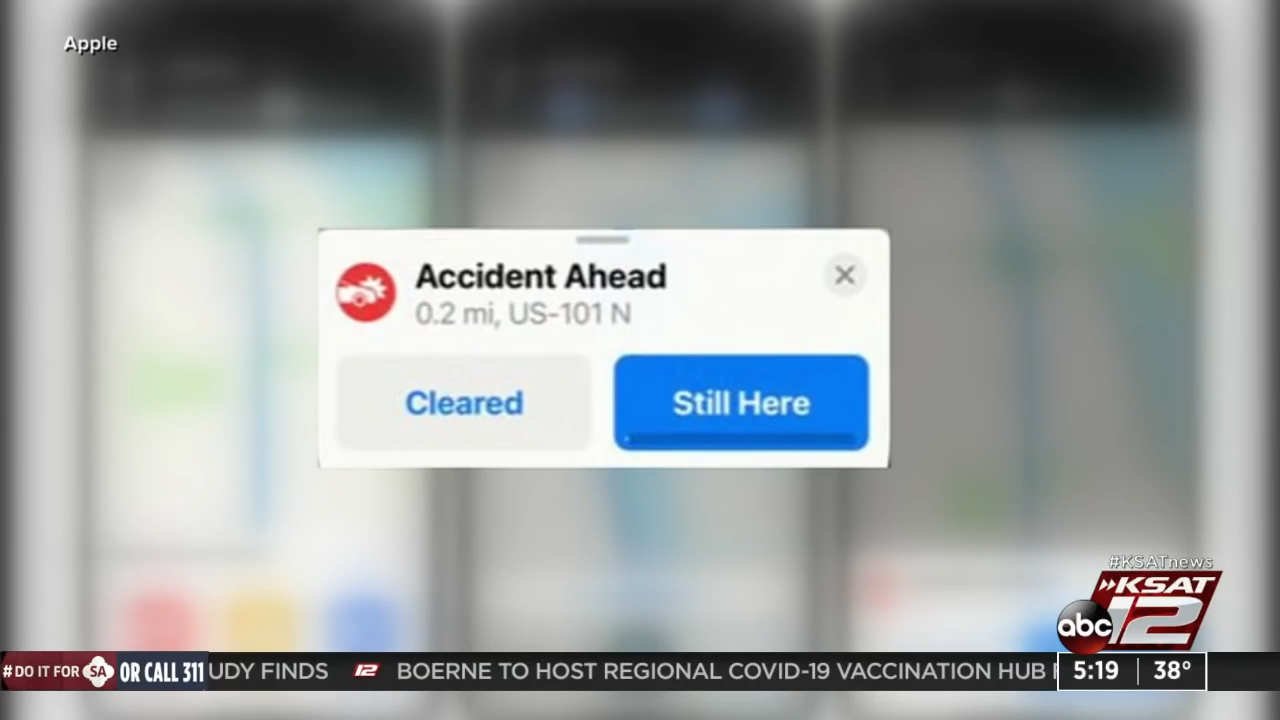 Apple
Accident Ahead
0.2 mi, US-101 N
Cleared
Still Here
#KSATnews
KSAT
abc 12
#DO IT FOR SA OR CALL 311 UDY FINDS 12 BOERNE TO HOST REGIONAL COVID-19 VACCINATION HUB 5:19 38°